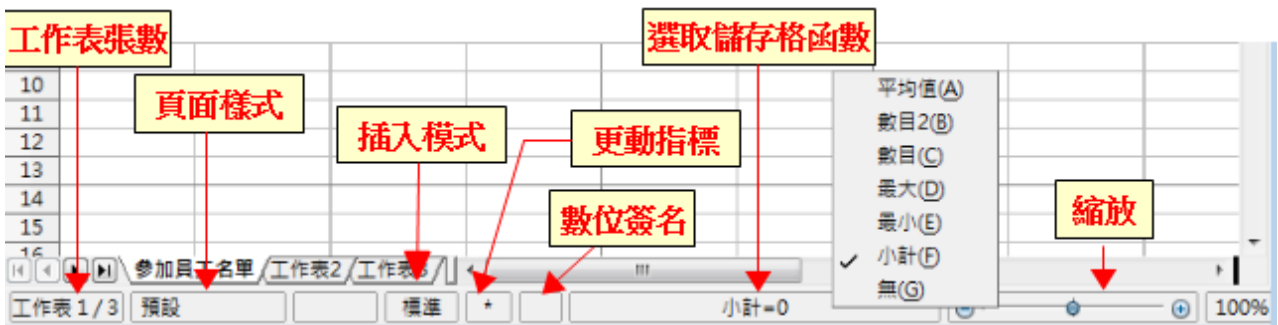 工作表張數
選取儲存格函數
10
平均值(A)
頁面樣式
11
數目2(B)
插入模式
更動指標
12
數目(C)
13
最大(D)
14
最小(E)
數位簽名
縮放
15
小計(F)
16
參加員工名單 工作表2 工作表3
無(G)
工作表 1 / 3 預設 標準 * 小計=0 100%